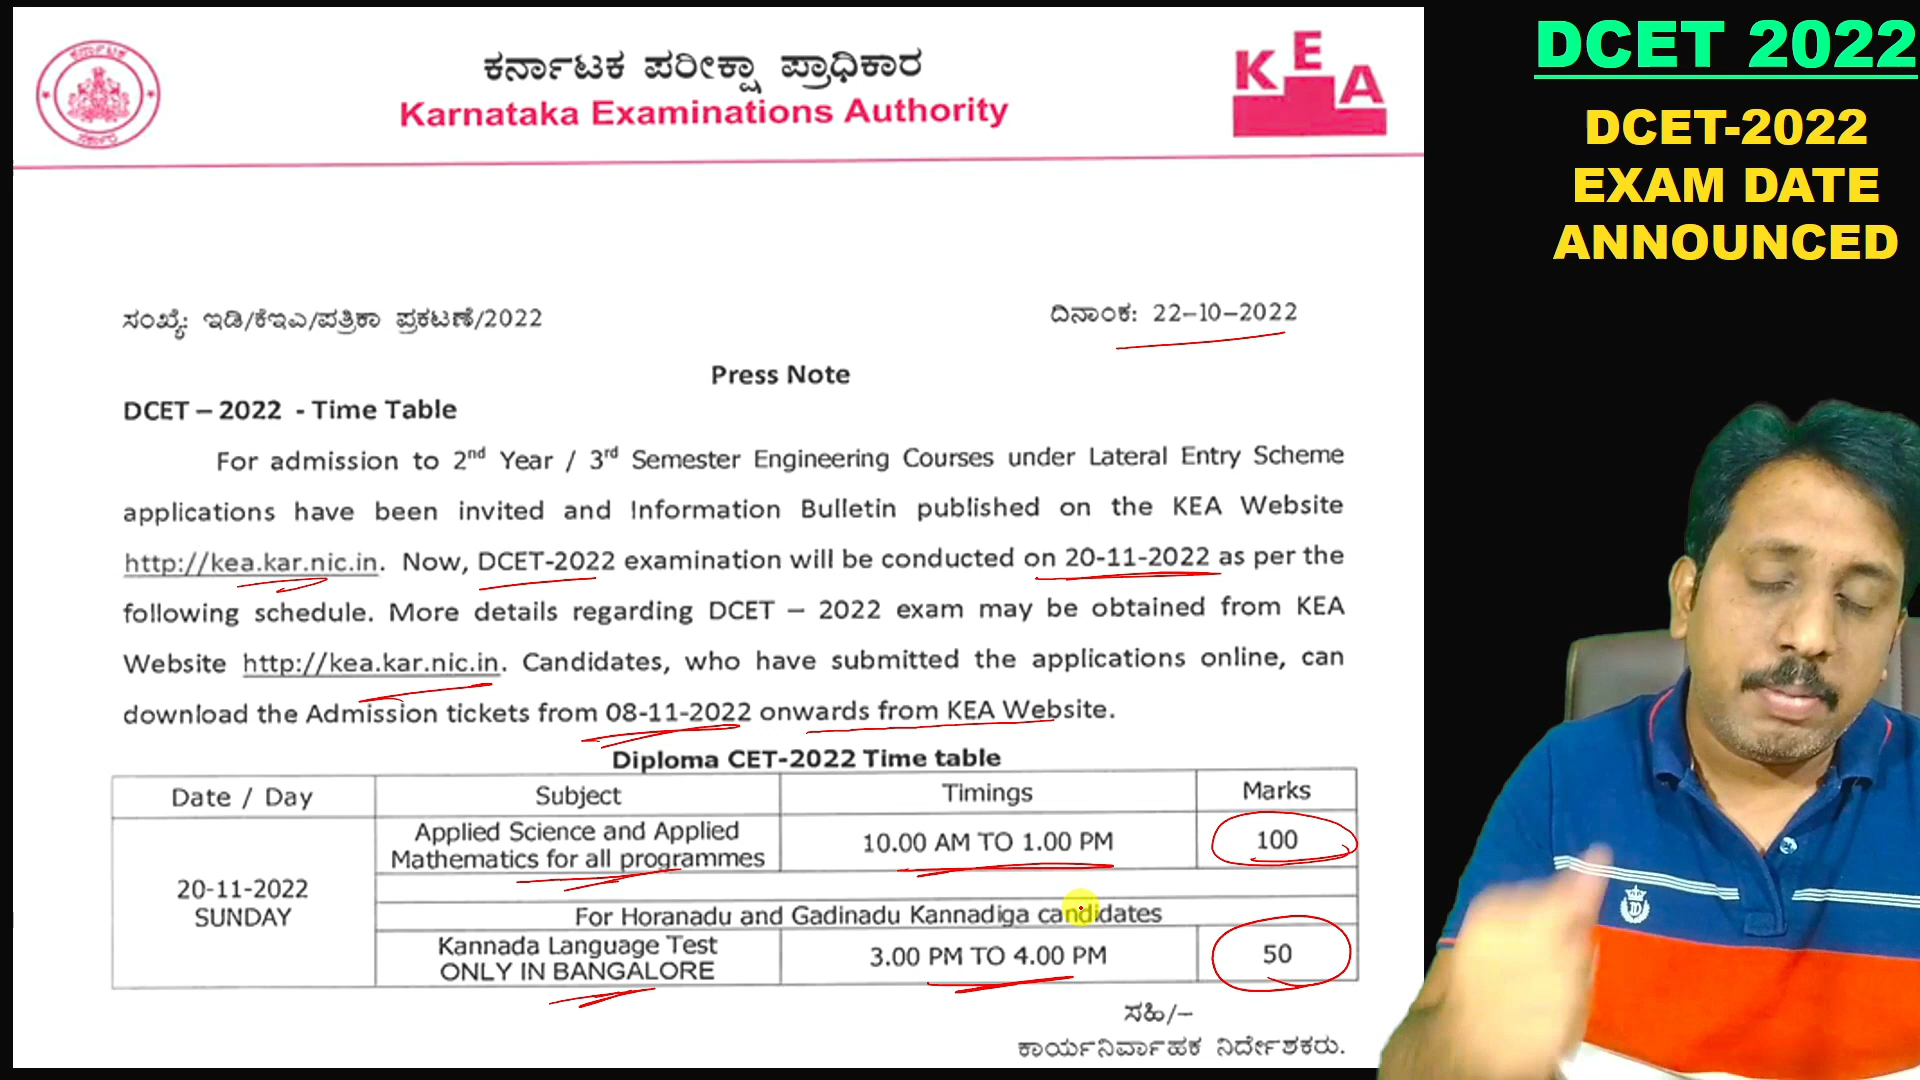 ಕರ್ನಾಟಕ ಪರೀಕ್ಷಾ ಪ್ರಾಧಿಕಾರ
Karnataka Examinations Authority
KEA
DCET 2022
DCET-2022
EXAM DATE
ANNOUNCED
ಸಂಖ್ಯೆ: ಇಡಿ/ಕೆಇಎ/ಪತ್ರಿಕಾ ಪ್ರಕಟಣೆ/2022
ದಿನಾಂಕ: 22-10-2022
Press Note
DCET – 2022 - Time Table
For admission to 2nd Year / 3rd Semester Engineering Courses under Lateral Entry Scheme
applications have been invited and Information Bulletin published on the KEA Website
http://kea.kar.nic.in. Now, DCET-2022 examination will be conducted on 20-11-2022 as per the
following schedule. More details regarding DCET – 2022 exam may be obtained from KEA
Website http://kea.kar.nic.in. Candidates, who have submitted the applications online, can
download the Admission tickets from 08-11-2022 onwards from KEA Website.
Diploma CET-2022 Time table
Date / Day Subject Timings Marks
Applied Science and Applied
Mathematics for all programmes
10.00 AM TO 1.00 PM
100
20-11-2022
SUNDAY
For Horanadu and Gadinadu Kannadiga candidates
Kannada Language Test
ONLY IN BANGALORE
3.00 PM TO 4.00 PM
50
ಸಹಿ/-
ಕಾರ್ಯನಿರ್ವಾಹಕ ನಿರ್ದೇಶಕರು.